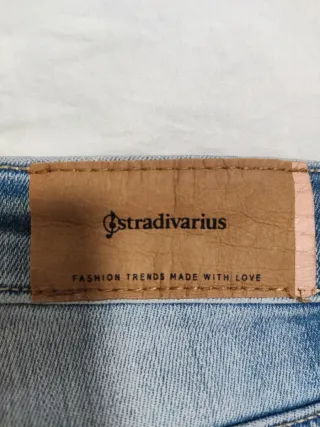 stradivarius
FASHION TRENDS MADE WITH LOVE